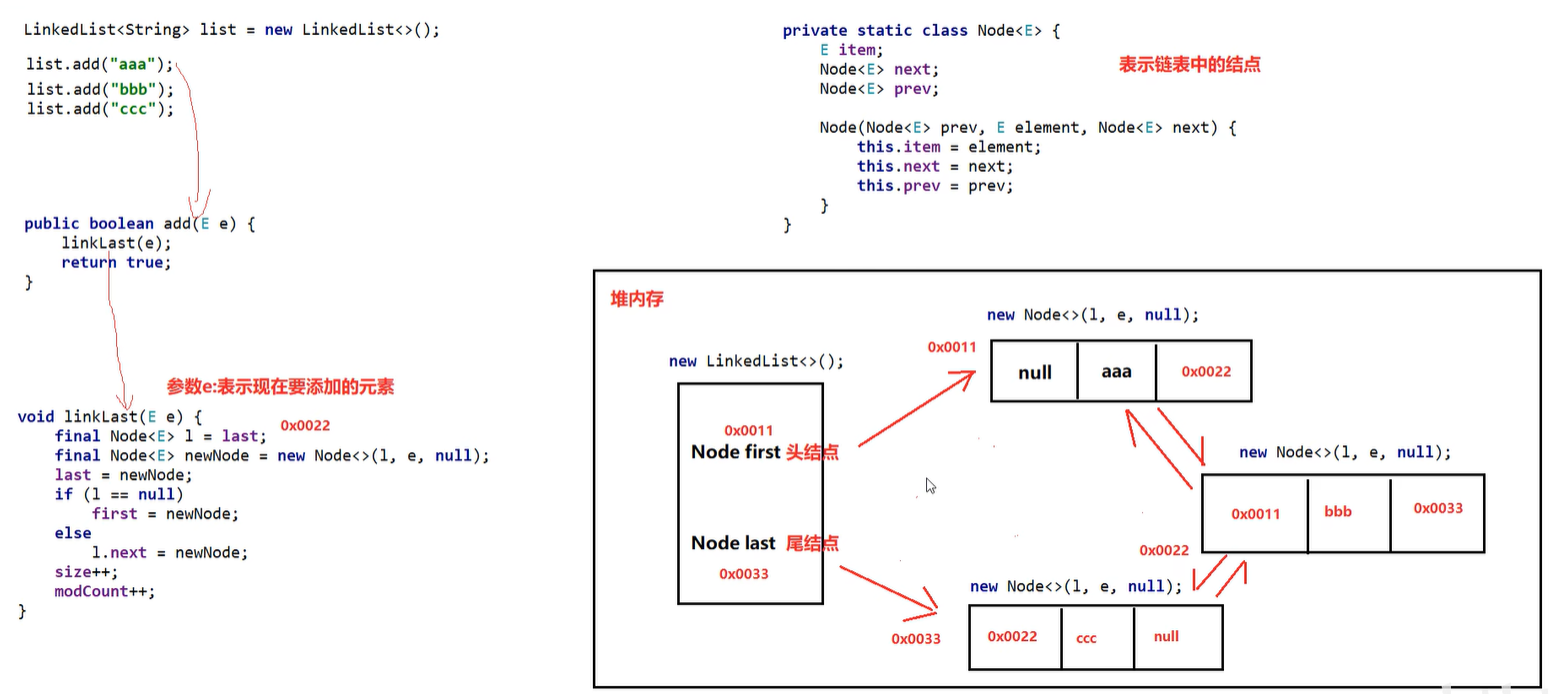 LinkedList<String> list = new LinkedList<>();
list.add("aaa");
list.add("bbb");
list.add("ccc");
public boolean add(E e) {
linkLast(e);
return true;
}
参数e:表示现在要添加的元素
void linkLast(E e) {
0x0022
final Node<E> l = last;
final Node<E> newNode = new Node<>(l, e, null);
last = newNode;
if (l == null)
first = newNode;
else
l.next = newNode;
size++;
modCount++;
}
private static class Node<E> {
E item;
Node<E> next;
Node<E> prev;
表示链表中的结点
Node(Node<E> prev, E element, Node<E> next) {
this.item = element;
this.next = next;
this.prev = prev;
}
}
堆内存
new LinkedList<>();
0x0011
Node first 头结点
Node last 尾结点
0x0033
new Node<>(l, e, null);
0x0011
null aaa 0x0022
new Node<>(l, e, null);
0x0011 bbb 0x0033
0x0022
new Node<>(l, e, null);
0x0033
0x0022 ccc null